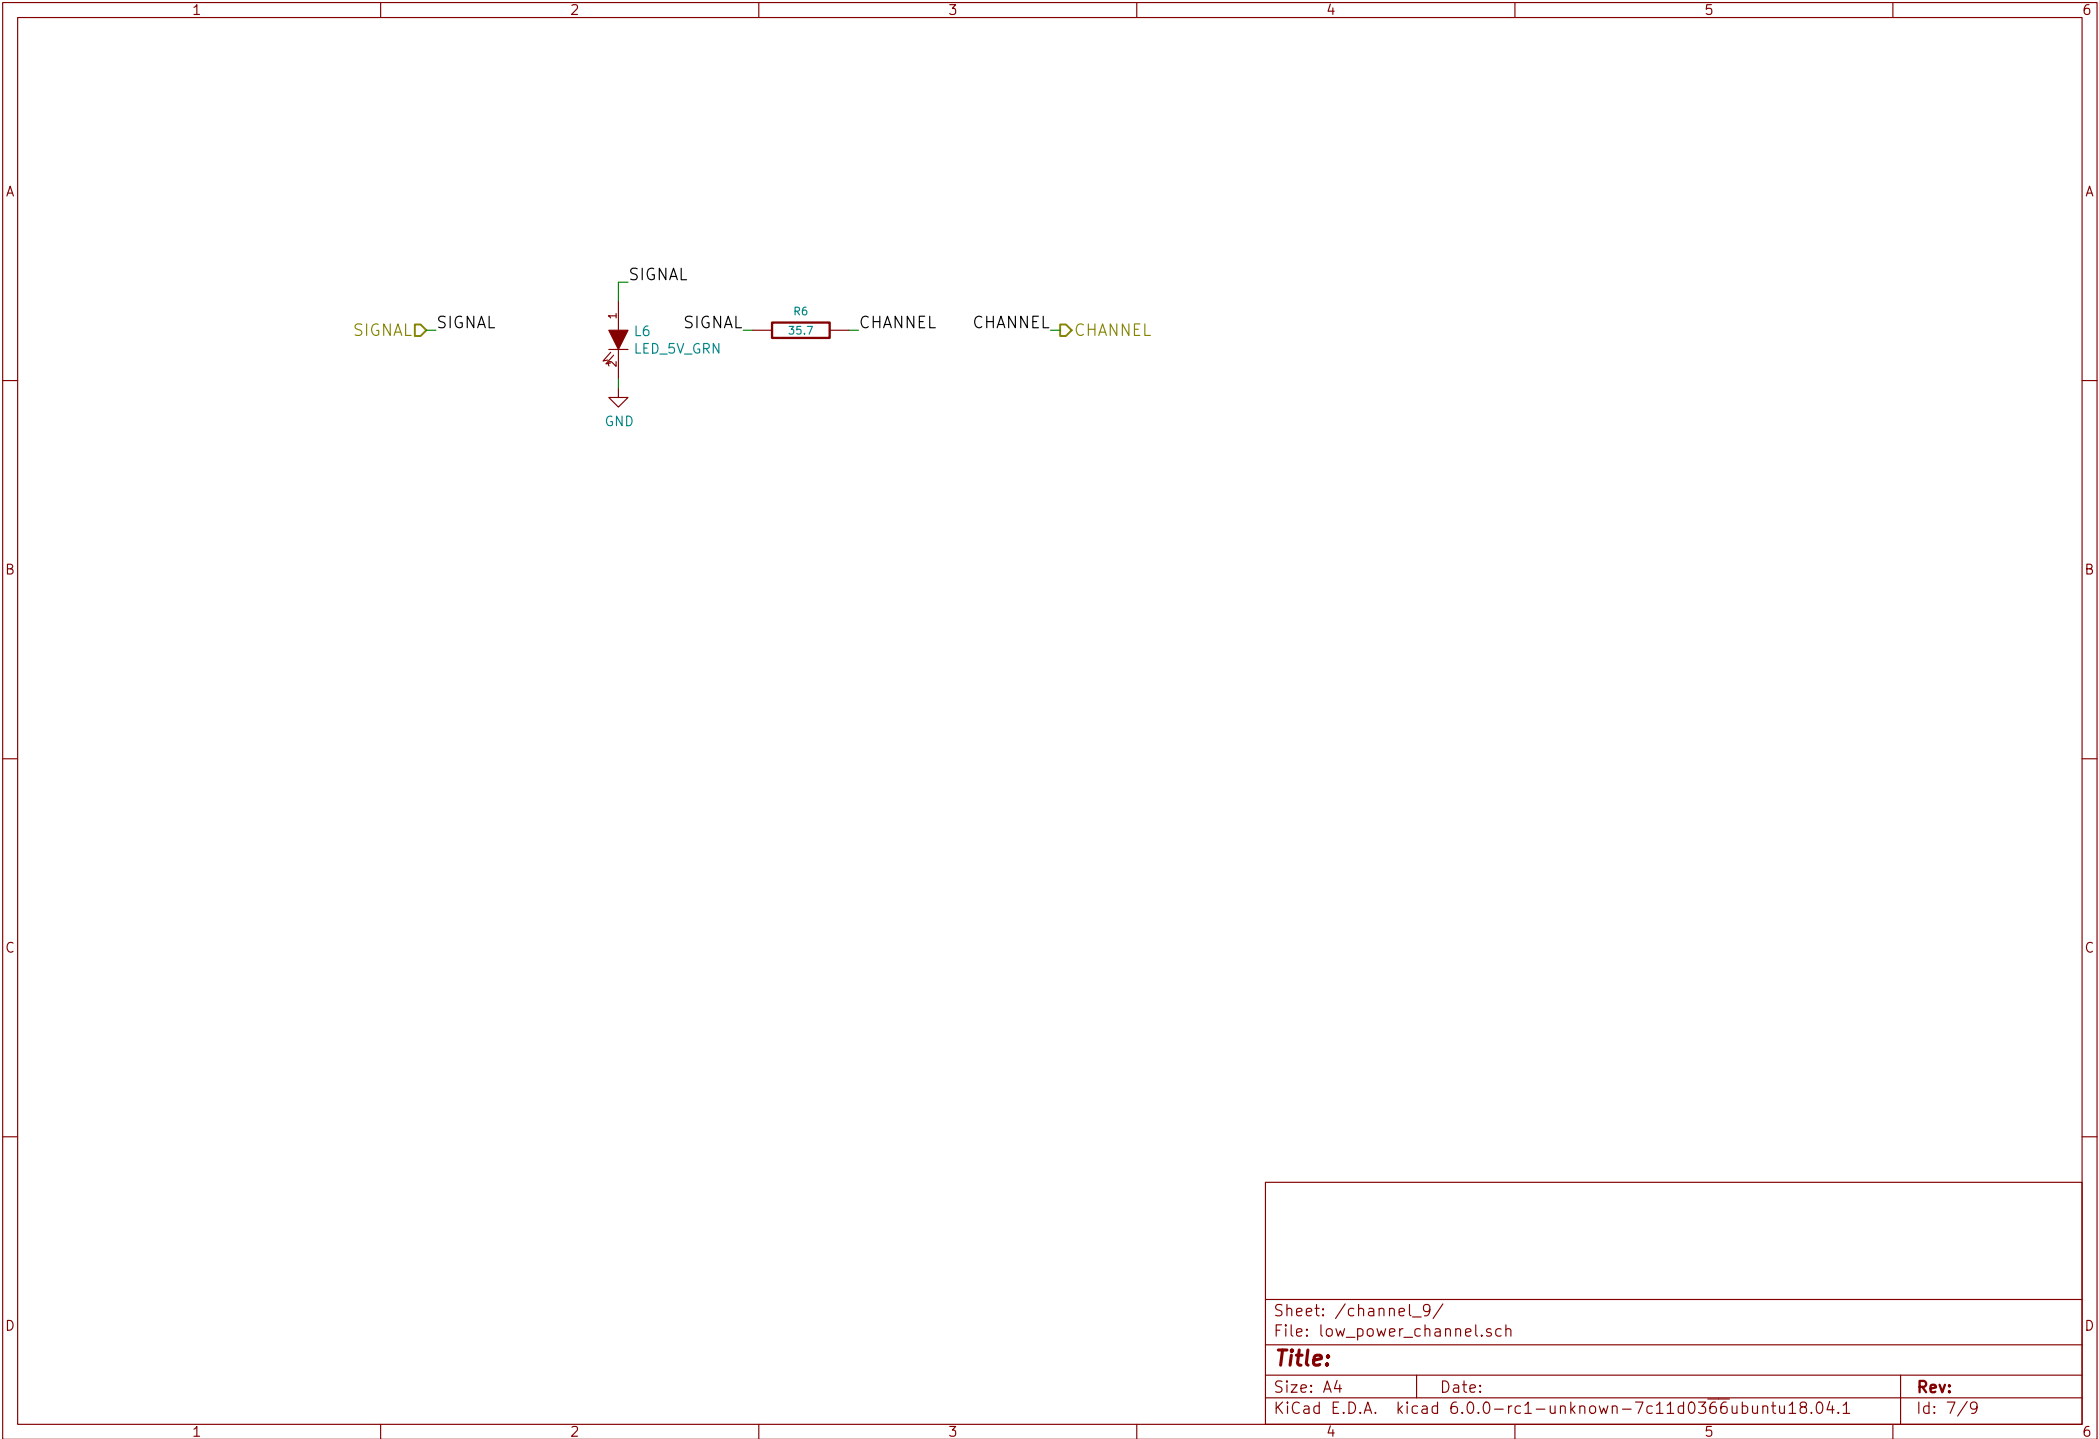 1 2 3 4 5 6
A A
SIGNAL
SIGNAL SIGNAL
1
L6
LED_5V_GRN
2
GND
SIGNAL R6 35.7 CHANNEL
CHANNEL CHANNEL
B B
C C
D D
Sheet: /channel_9/
File: low_power_channel.sch
Title:
Size: A4 Date: Rev:
KiCad E.D.A. kicad 6.0.0-rc1-unknown-7c11d0366ubuntu18.04.1 Id: 7/9
1 2 3 4 5 6